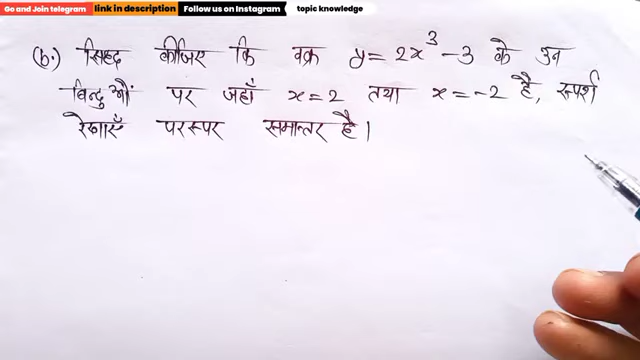 Go and Join telegram link in description Follow us on Instagram topic knowledge
(b.) सिद्ध कीजिए कि वक्र y = 2x³ - 3 के उन
बिन्दुओं पर जहाँ x = 2 तथा x = -2 है, स्पर्श
रेखाएँ परस्पर समान्तर है।